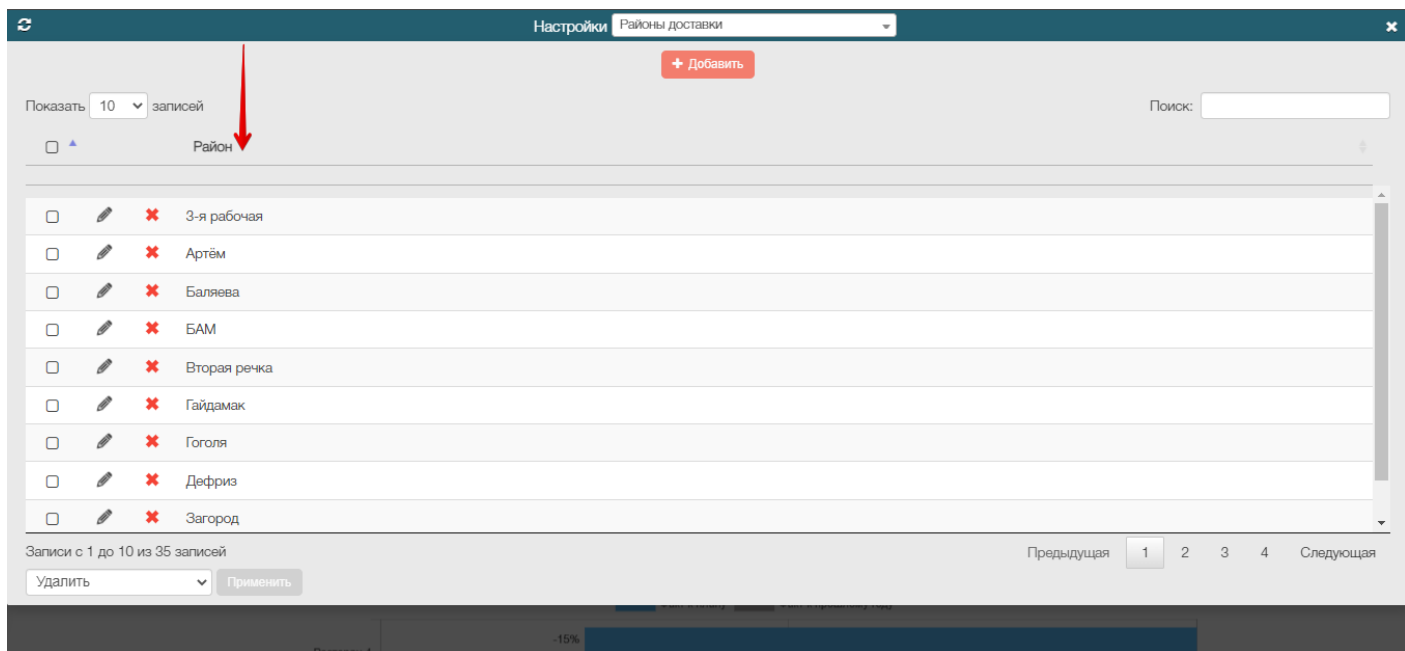 Настройки Районы доставки
+ Добавить
Показать 10 записей Поиск:
Район
3-я рабочая
Артём
Баляева
БАМ
Вторая речка
Гайдамак
Гоголя
Дефриз
Загород
Записи с 1 до 10 из 35 записей Предыдущая 1 2 3 4 Следующая
Удалить Применить
-15%